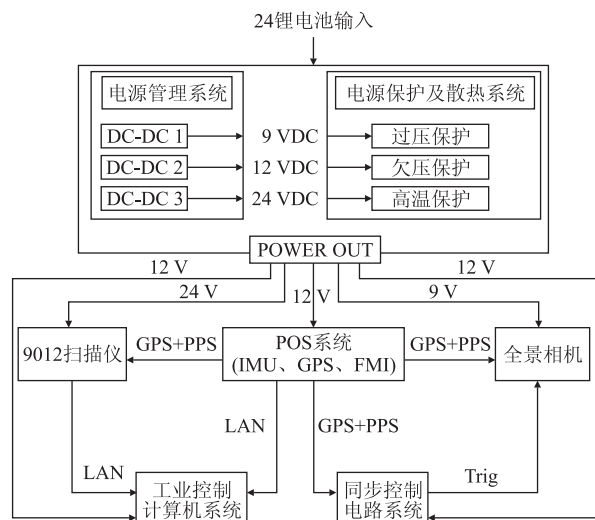 24锂电池输入
电源管理系统
电源保护及散热系统
DC-DC 1
9 VDC
过压保护
DC-DC 2
12 VDC
欠压保护
DC-DC 3
24 VDC
高温保护
POWER OUT
12 V
12 V
24 V
12 V
9 V
9012扫描仪
GPS+PPS
POS系统
(IMU、GPS、FMI)
GPS+PPS
全景相机
LAN
GPS+PPS
LAN
工业控制
计算机系统
同步控制
电路系统
Trig